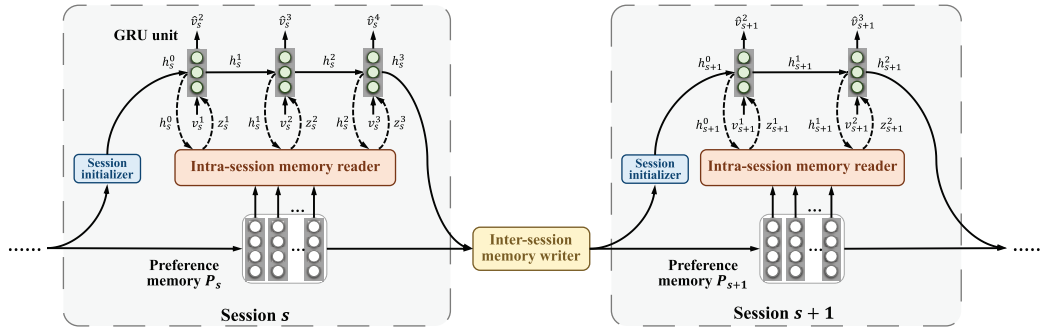 GRU unit
v̂_s^2
v̂_s^3
v̂_s^4
h_s^0
h_s^1
h_s^2
h_s^3
h_s^0
v_s^1
z_s^1
h_s^1
v_s^2
z_s^2
h_s^2
v_s^3
z_s^3
Session
initializer
Intra-session memory reader
...
......
...
Preference
memory P_s
Session s
Inter-session
memory writer
v̂_{s+1}^2
v̂_{s+1}^3
h_{s+1}^0
h_{s+1}^1
h_{s+1}^2
h_{s+1}^0
v_{s+1}^1
z_{s+1}^1
h_{s+1}^1
v_{s+1}^2
z_{s+1}^2
Session
initializer
Intra-session memory reader
...
...
.....
Preference
memory P_{s+1}
Session s + 1